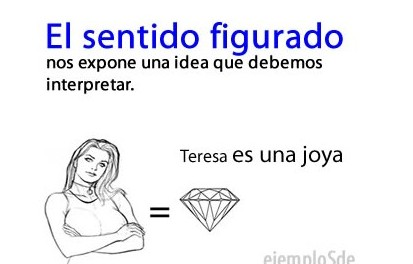 El sentido figurado
nos expone una idea que debemos
interpretar.
Teresa es una joya
=
ejemploSde